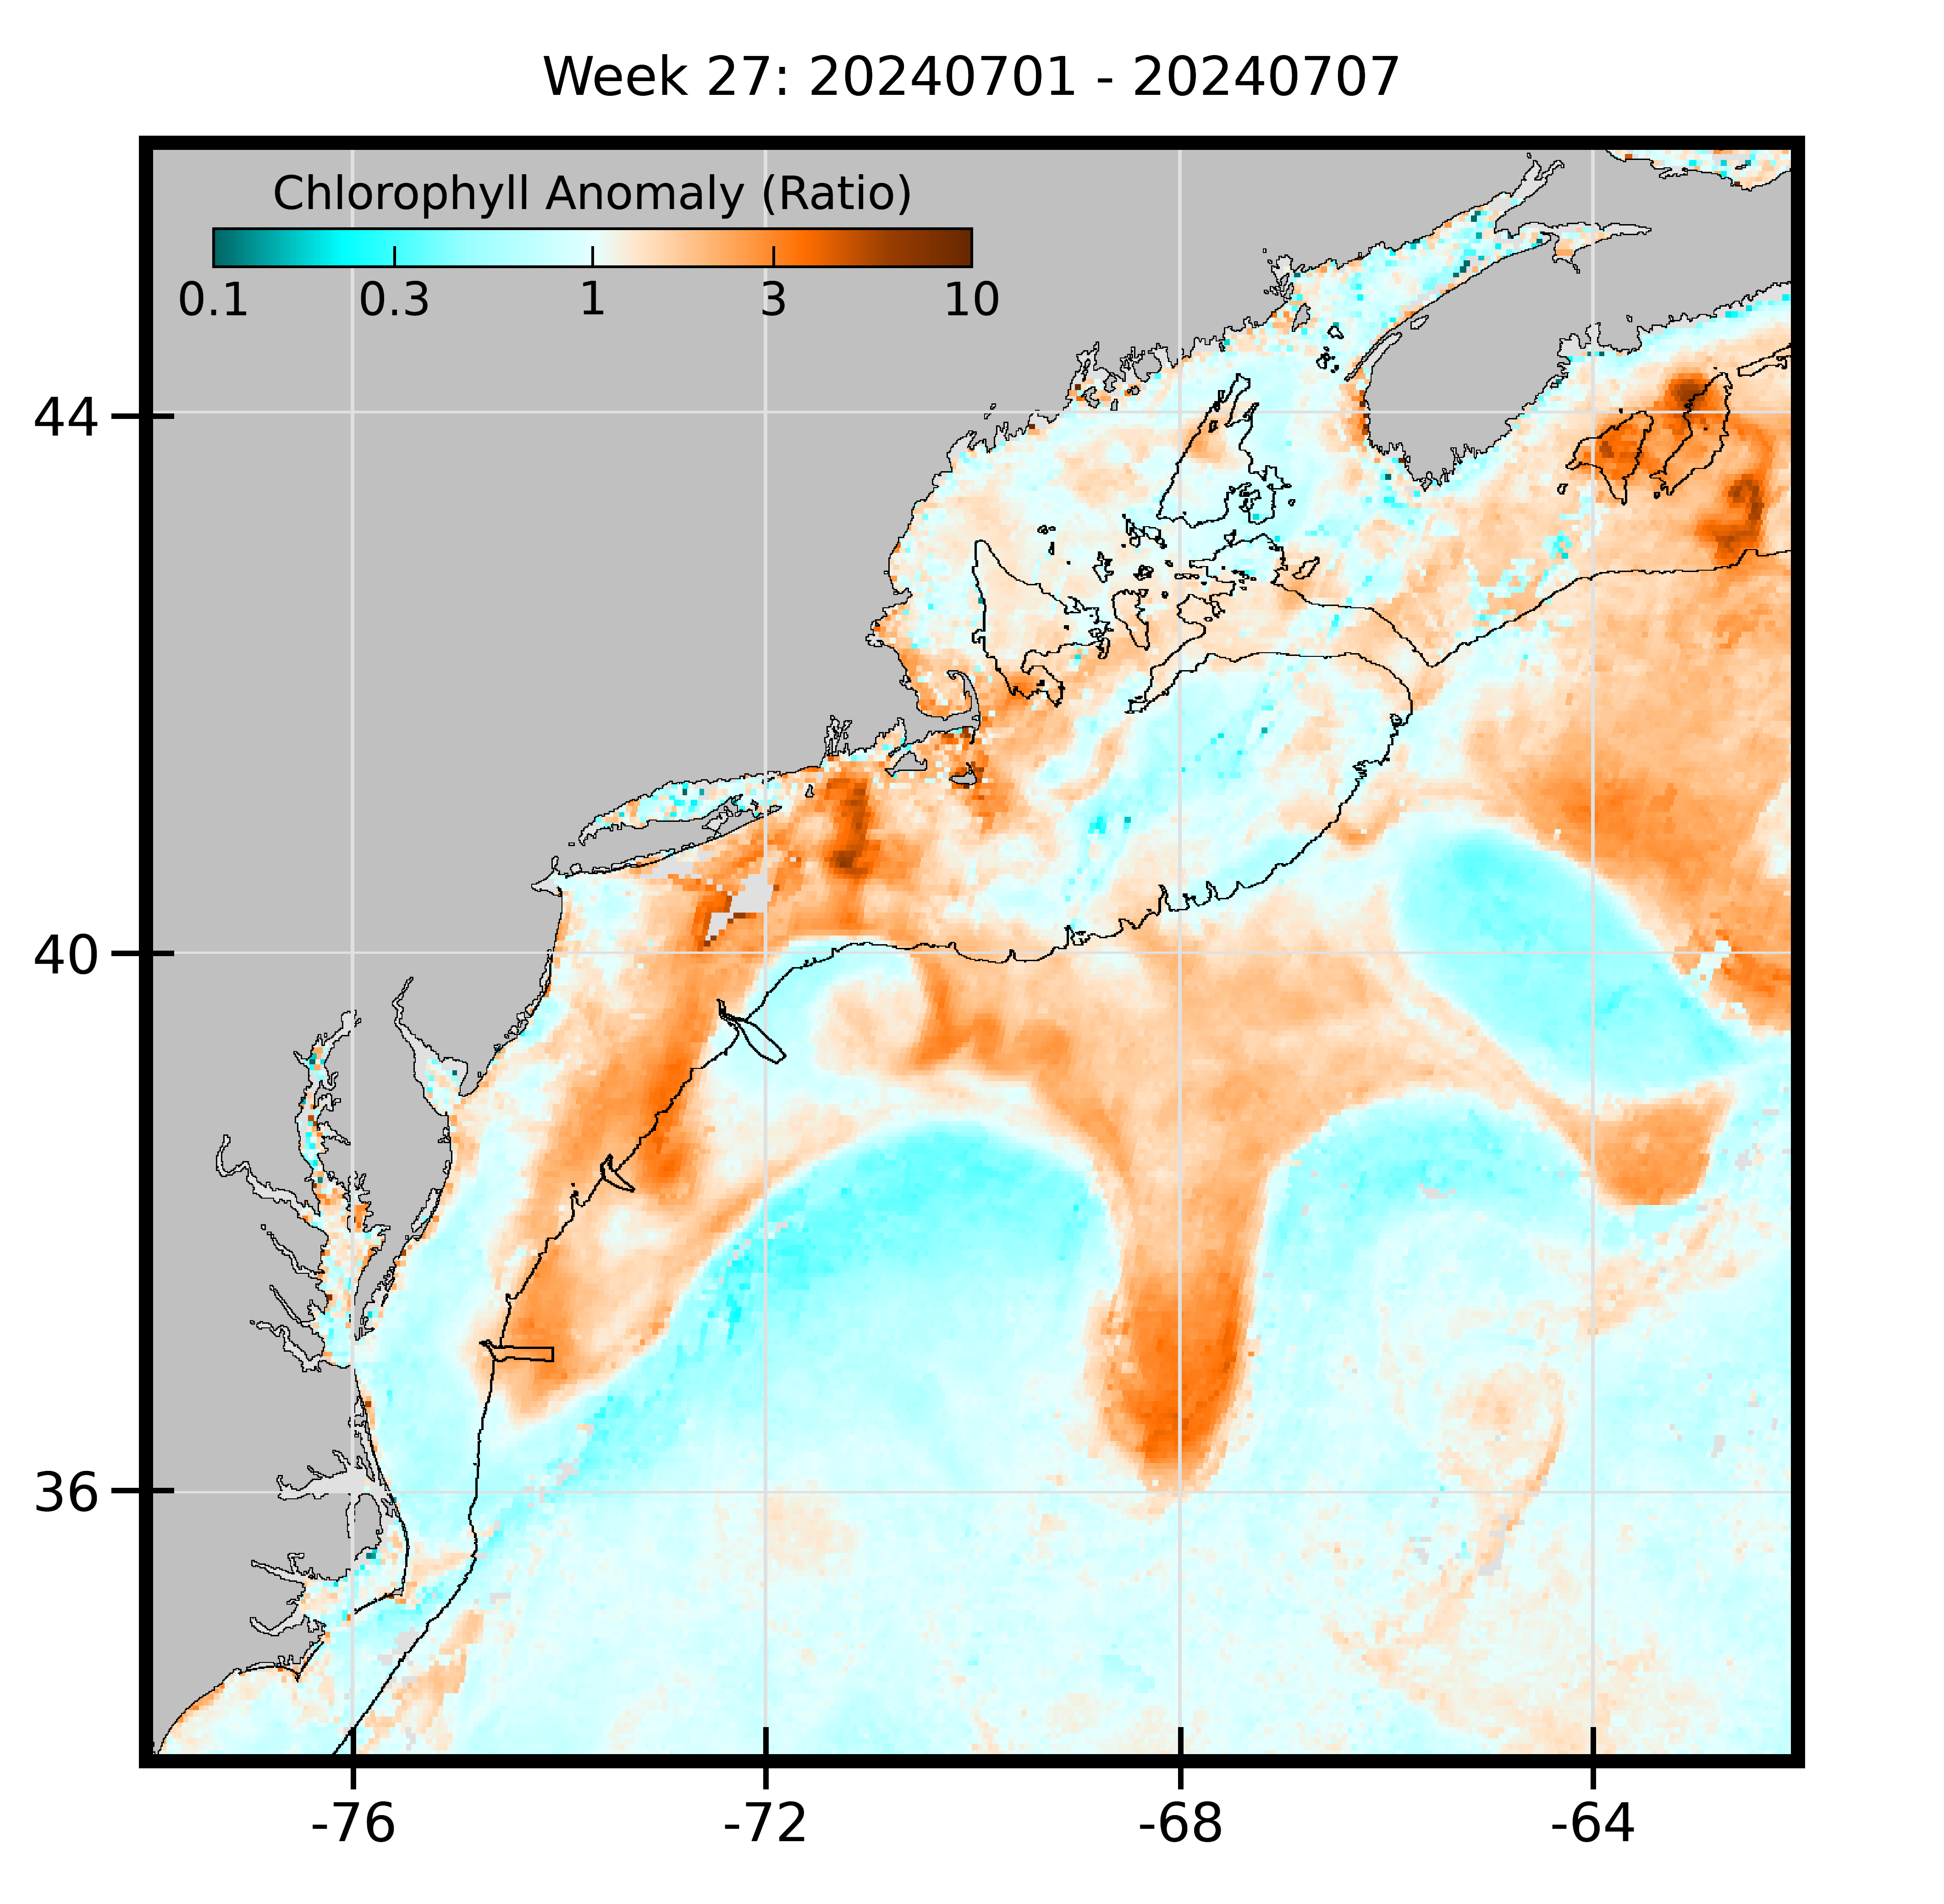 Week 27: 20240701 - 20240707
Chlorophyll Anomaly (Ratio)
0.1 0.3 1 3 10
44
40
36
-76 -72 -68 -64